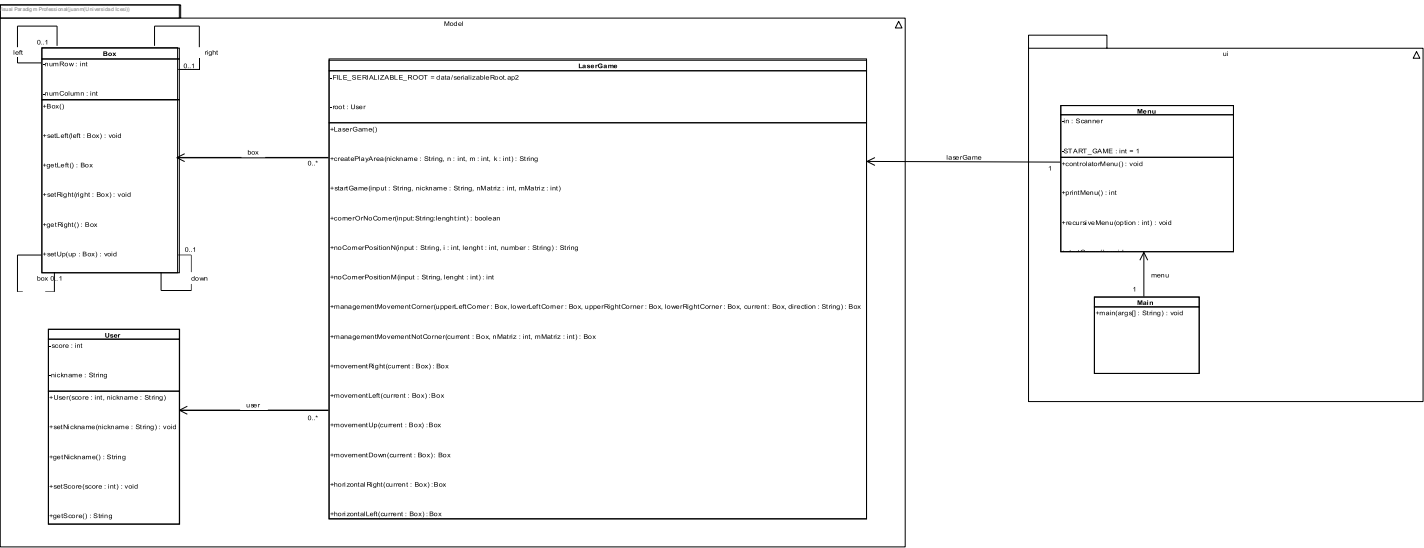 Visual Paradigm Professional(juanm(Universidad Icesi))
Model
left
0..1
right
0..1
Box
-numRow : int
-numColumn : int
+Box()
+setLeft(left : Box) : void
+getLeft() : Box
+setRight(right : Box) : void
+getRight() : Box
+setUp(up : Box) : void
0..1
box 0..1
down
User
-score : int
-nickname : String
+User(score : int, nickname : String)
+setNickname(nickname : String) : void
+getNickname() : String
+setScore(score : int) : void
+getScore() : String
box
0..*
user
0..*
LaserGame
-FILE_SERIALIZABLE_ROOT = data/serializableRoot.ap2
-root : User
+LaserGame()
+createPlayArea(nickname : String, n : int, m : int, k : int) : String
+startGame(input : String, nickname : String, nMatriz : int, mMatriz : int)
+cornerOrNoCorner(input:String:lenght:int) : boolean
+noCornerPositionN(input : String, i : int, lenght : int, number : String) : String
+noCornerPositionM(input : String, lenght : int) : int
+managementMovementCorner(upperLeftCorner : Box, lowerLeftCorner : Box, upperRightCorner : Box, lowerRightCorner : Box, current : Box, direction : String) : Box
+managementMovementNotCorner(current : Box, nMatriz : int, mMatriz : int) : Box
+movementRight(current : Box) : Box
+movementLeft(current : Box) :Box
+movementUp(current : Box) :Box
+movementDown(current : Box) : Box
+horizontalRight(current : Box) :Box
+horizontalLeft(current : Box) : Box
laserGame
1
ui
Menu
-in : Scanner
-START_GAME : int = 1
+controlatorMenu() : void
+printMenu() : int
+recursiveMenu(option : int) : void
menu
1
Main
+main(args[] : String) : void